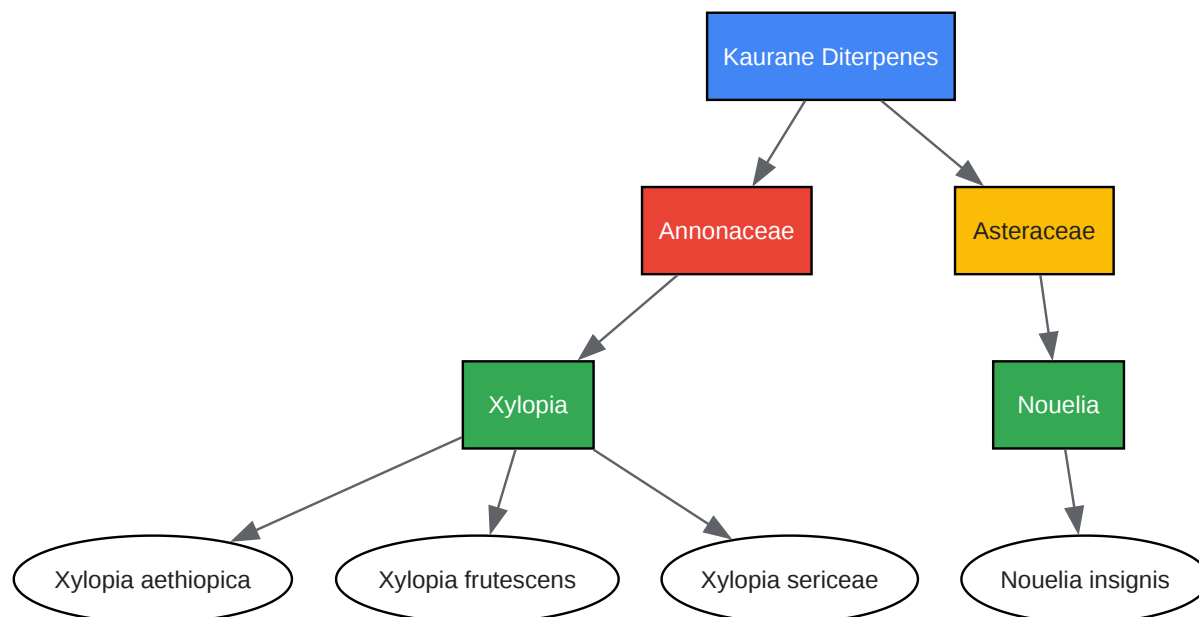 Kaurane Diterpenes
Annonaceae
Asteraceae
Xylopia
Nouelia
Xylopia aethiopica
Xylopia frutescens
Xylopia sericeae
Nouelia insignis